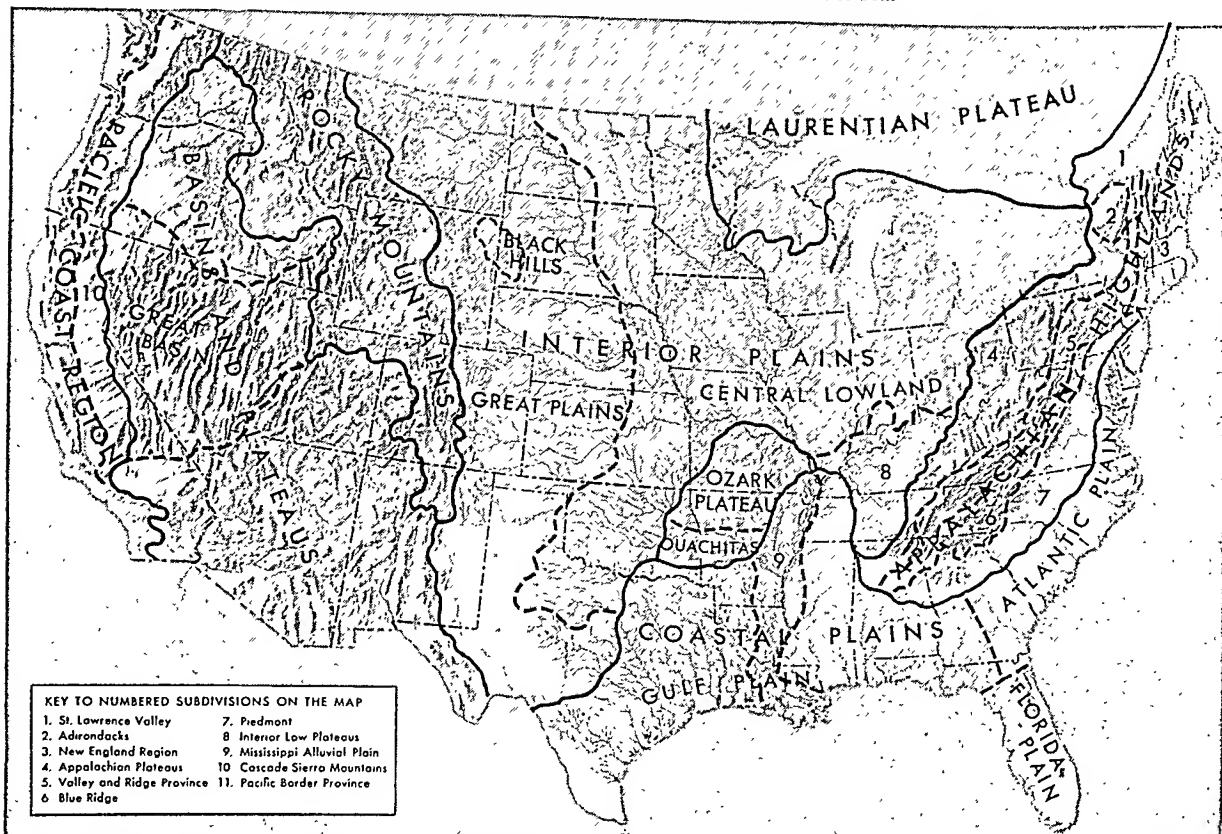 LAURENTIAN PLATEAU
ROCKY MOUNTAINS
PACIFIC COAST REGION
BASINS AND PLATEAUS
1
2
3
BLACK HILLS
10
GREAT BASIN
INTERIOR PLAINS
4
5
APPALACHIAN HIGHLANDS
GREAT PLAINS
CENTRAL LOWLAND
8
OZARK PLATEAU
7
6
OUACHITAS
9
ATLANTIC PLAIN
COASTAL PLAINS
GULF PLAIN
FLORIDA PLAIN
KEY TO NUMBERED SUBDIVISIONS ON THE MAP
1. St. Lawrence Valley
2. Adirondacks
3. New England Region
4. Appalachian Plateaus
5. Valley and Ridge Province
6 Blue Ridge
7. Piedmont
8 Interior Low Plateaus
9. Mississippi Alluvial Plain
10 Cascade Sierra Mountains
11. Pacific Border Province